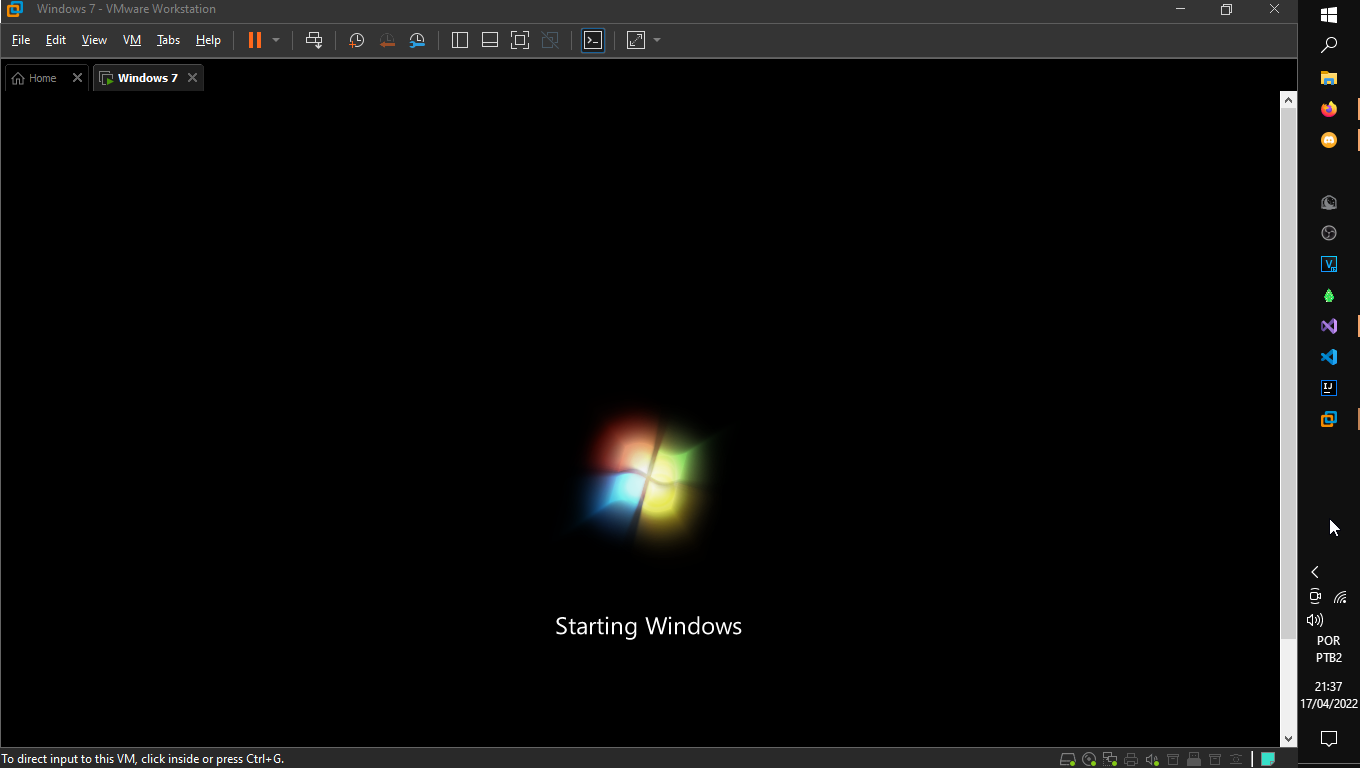 Windows 7 - VMware Workstation
File Edit View VM Tabs Help
Home
Windows 7
Starting Windows
To direct input to this VM, click inside or press Ctrl+G.
POR
PTB2
21:37
17/04/2022